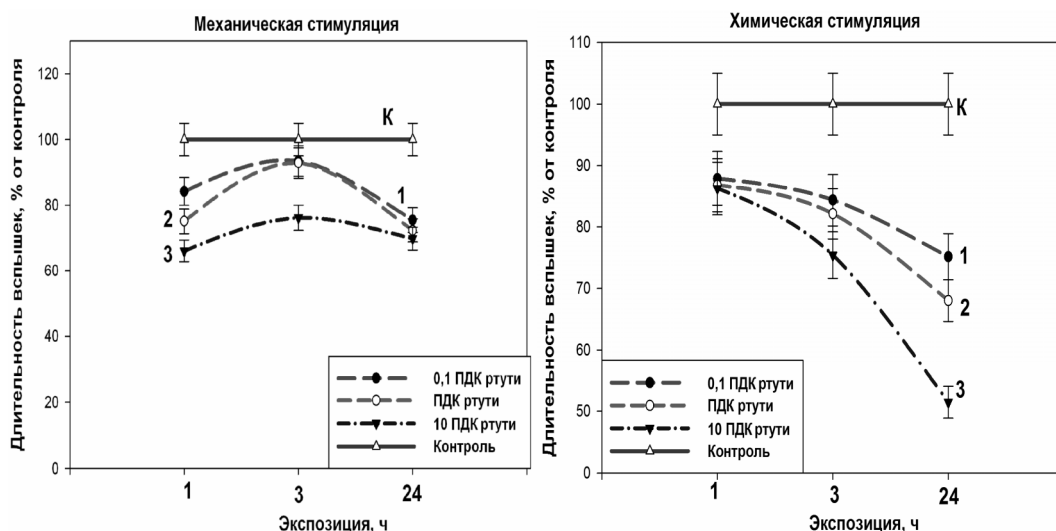 Механическая стимуляция
Длительность вспышек, % от контроля
120
100
80
60
40
20
0
К
1
2
3
0,1 ПДК ртути
ПДК ртути
10 ПДК ртути
Контроль
1
3
24
Экспозиция, ч
Химическая стимуляция
Длительность вспышек, % от контроля
110
100
90
80
70
60
50
0
К
1
2
3
0,1 ПДК ртути
ПДК ртути
10 ПДК ртути
Контроль
1
3
24
Экспозиция, ч